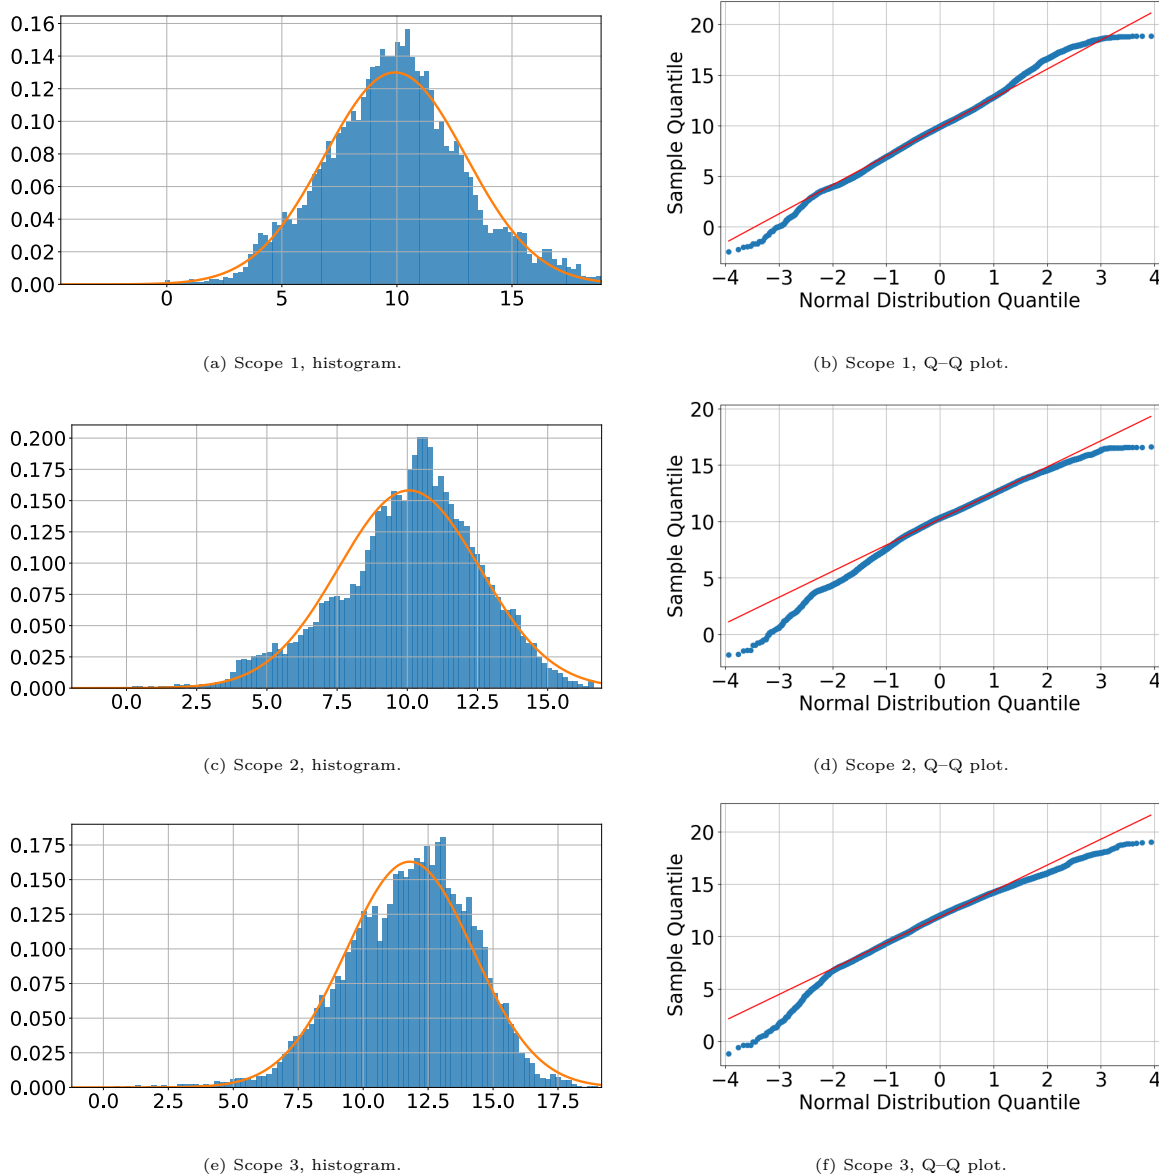 0.16
0.14
0.12
0.10
0.08
0.06
0.04
0.02
0.00
0 5 10 15
(a) Scope 1, histogram.
Sample Quantile
20
15
10
5
0
−4 −3 −2 −1 0 1 2 3 4
Normal Distribution Quantile
(b) Scope 1, Q–Q plot.
0.200
0.175
0.150
0.125
0.100
0.075
0.050
0.025
0.000
0.0 2.5 5.0 7.5 10.0 12.5 15.0
(c) Scope 2, histogram.
Sample Quantile
20
15
10
5
0
−4 −3 −2 −1 0 1 2 3 4
Normal Distribution Quantile
(d) Scope 2, Q–Q plot.
0.175
0.150
0.125
0.100
0.075
0.050
0.025
0.000
0.0 2.5 5.0 7.5 10.0 12.5 15.0 17.5
(e) Scope 3, histogram.
Sample Quantile
20
15
10
5
0
−4 −3 −2 −1 0 1 2 3 4
Normal Distribution Quantile
(f) Scope 3, Q–Q plot.